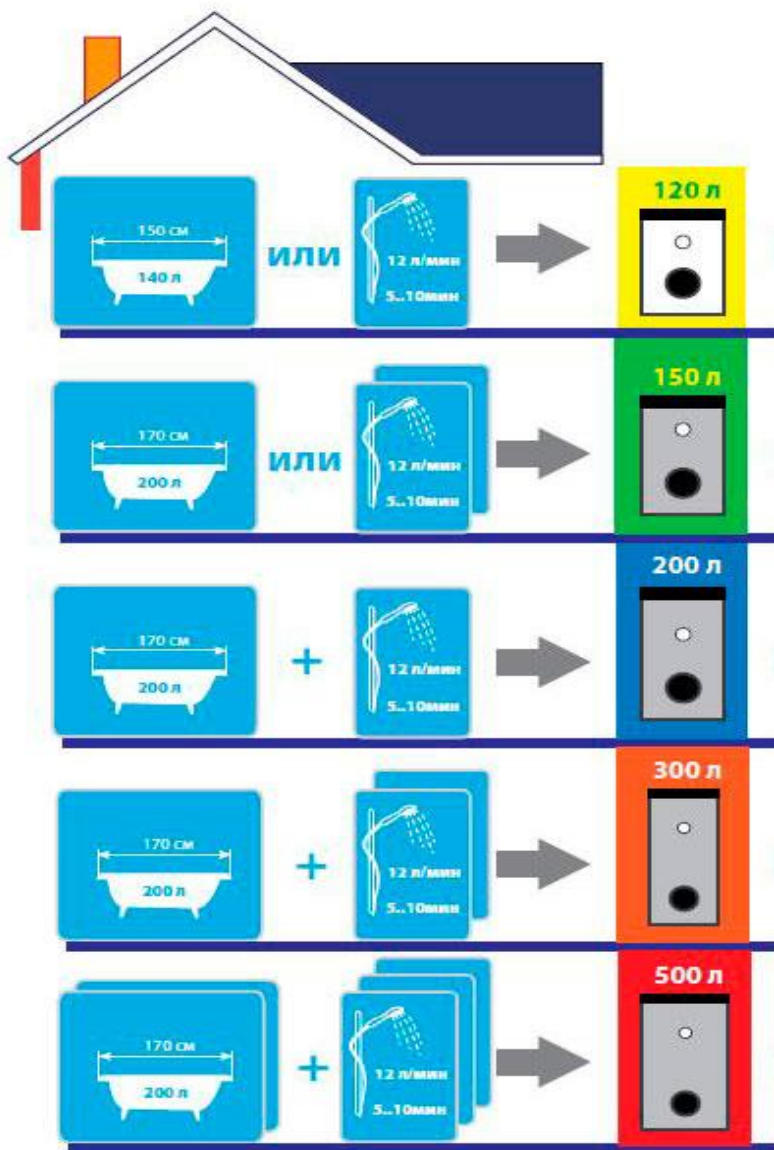 120 л
150 см
140 л
или
12 л/мин
5..10мин
150 л
170 см
200 л
или
12 л/мин
5..10мин
200 л
170 см
200 л
+
12 л/мин
5..10мин
300 л
170 см
200 л
+
12 л/мин
5..10мин
500 л
170 см
200 л
+
12 л/мин
5..10мин